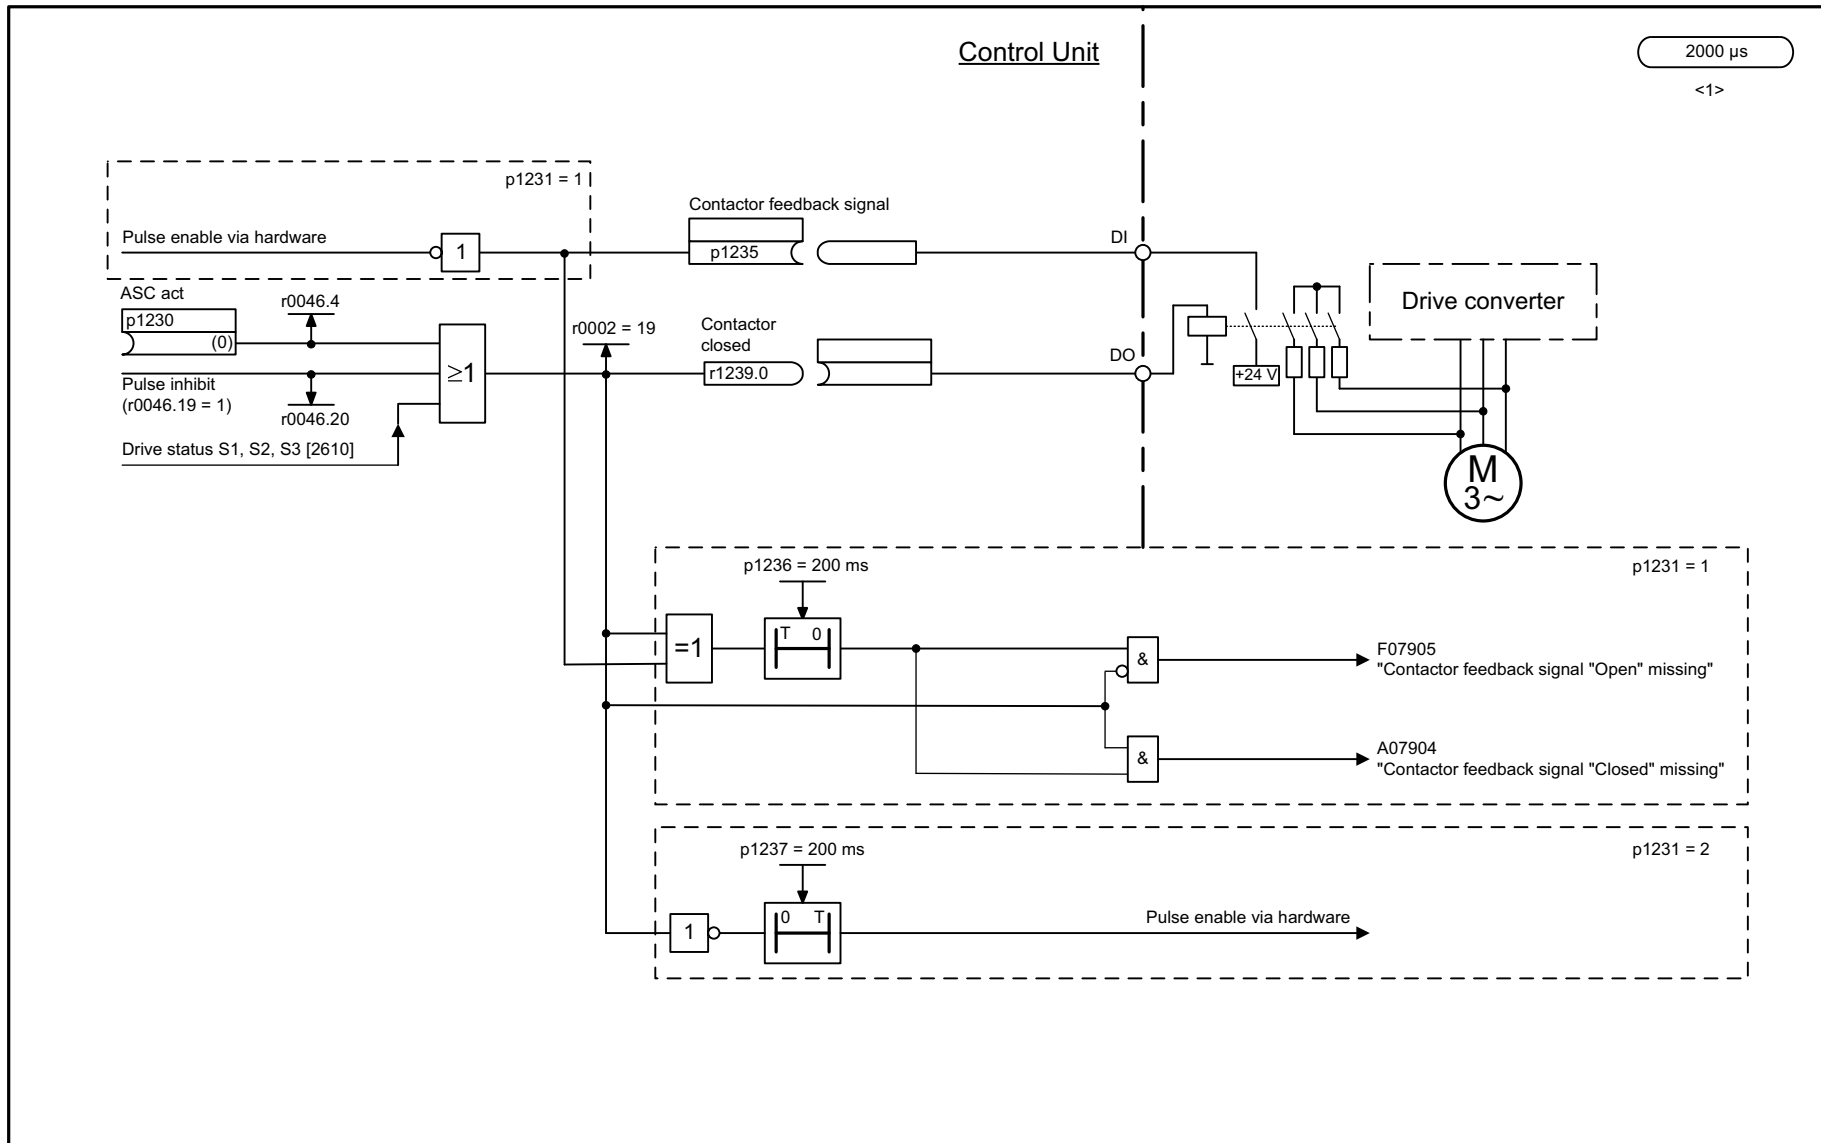 Control Unit
2000 µs
<1>
p1231 = 1
Pulse enable via hardware
1
Contactor feedback signal
p1235
DI
ASC act
p1230
(0)
r0046.4
Pulse inhibit
(r0046.19 = 1)
r0046.20
Drive status S1, S2, S3 [2610]
≥1
r0002 = 19
Contactor
closed
r1239.0
DO
+24 V
Drive converter
M
3~
p1236 = 200 ms
p1231 = 1
=1
T 0
&
F07905
"Contactor feedback signal "Open" missing"
&
A07904
"Contactor feedback signal "Closed" missing"
p1237 = 200 ms
p1231 = 2
1
0 T
Pulse enable via hardware